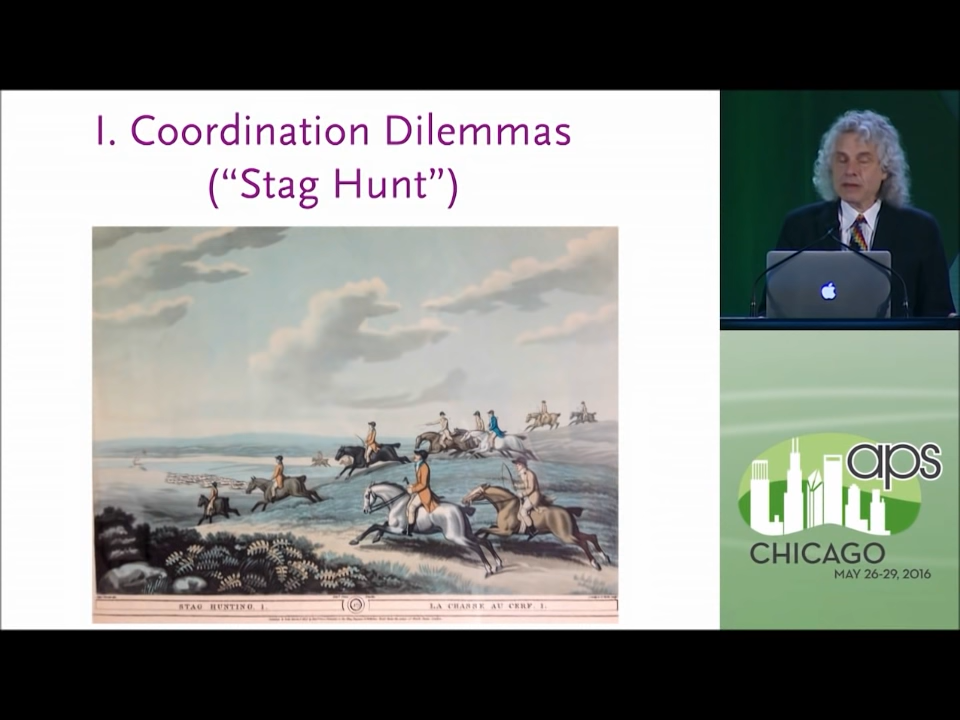 I. Coordination Dilemmas
(“Stag Hunt”)
STAG HUNTING. 1.
LA CHASSE AU CERF. 1.
aps
CHICAGO
MAY 26-29, 2016